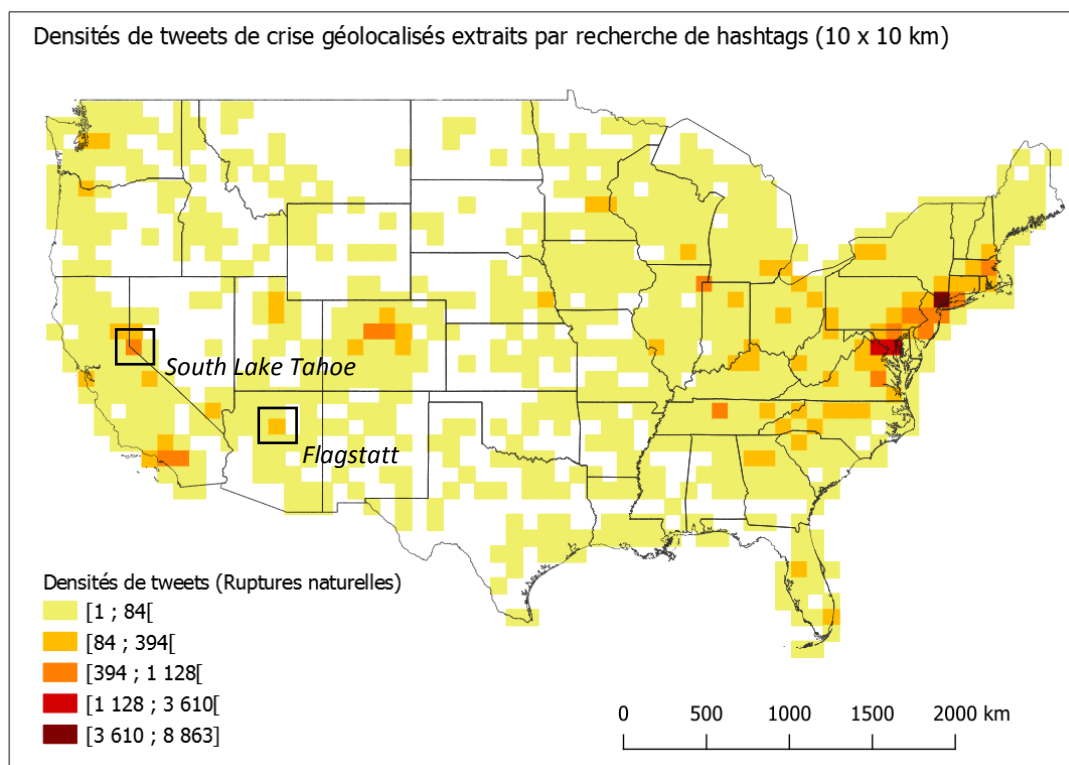 Densités de tweets de crise géolocalisés extraits par recherche de hashtags (10 x 10 km)
South Lake Tahoe
Flagstatt
Densités de tweets (Ruptures naturelles)
[1 ; 84[
[84 ; 394[
[394 ; 1 128[
[1 128 ; 3 610[
[3 610 ; 8 863]
0 500 1000 1500 2000 km